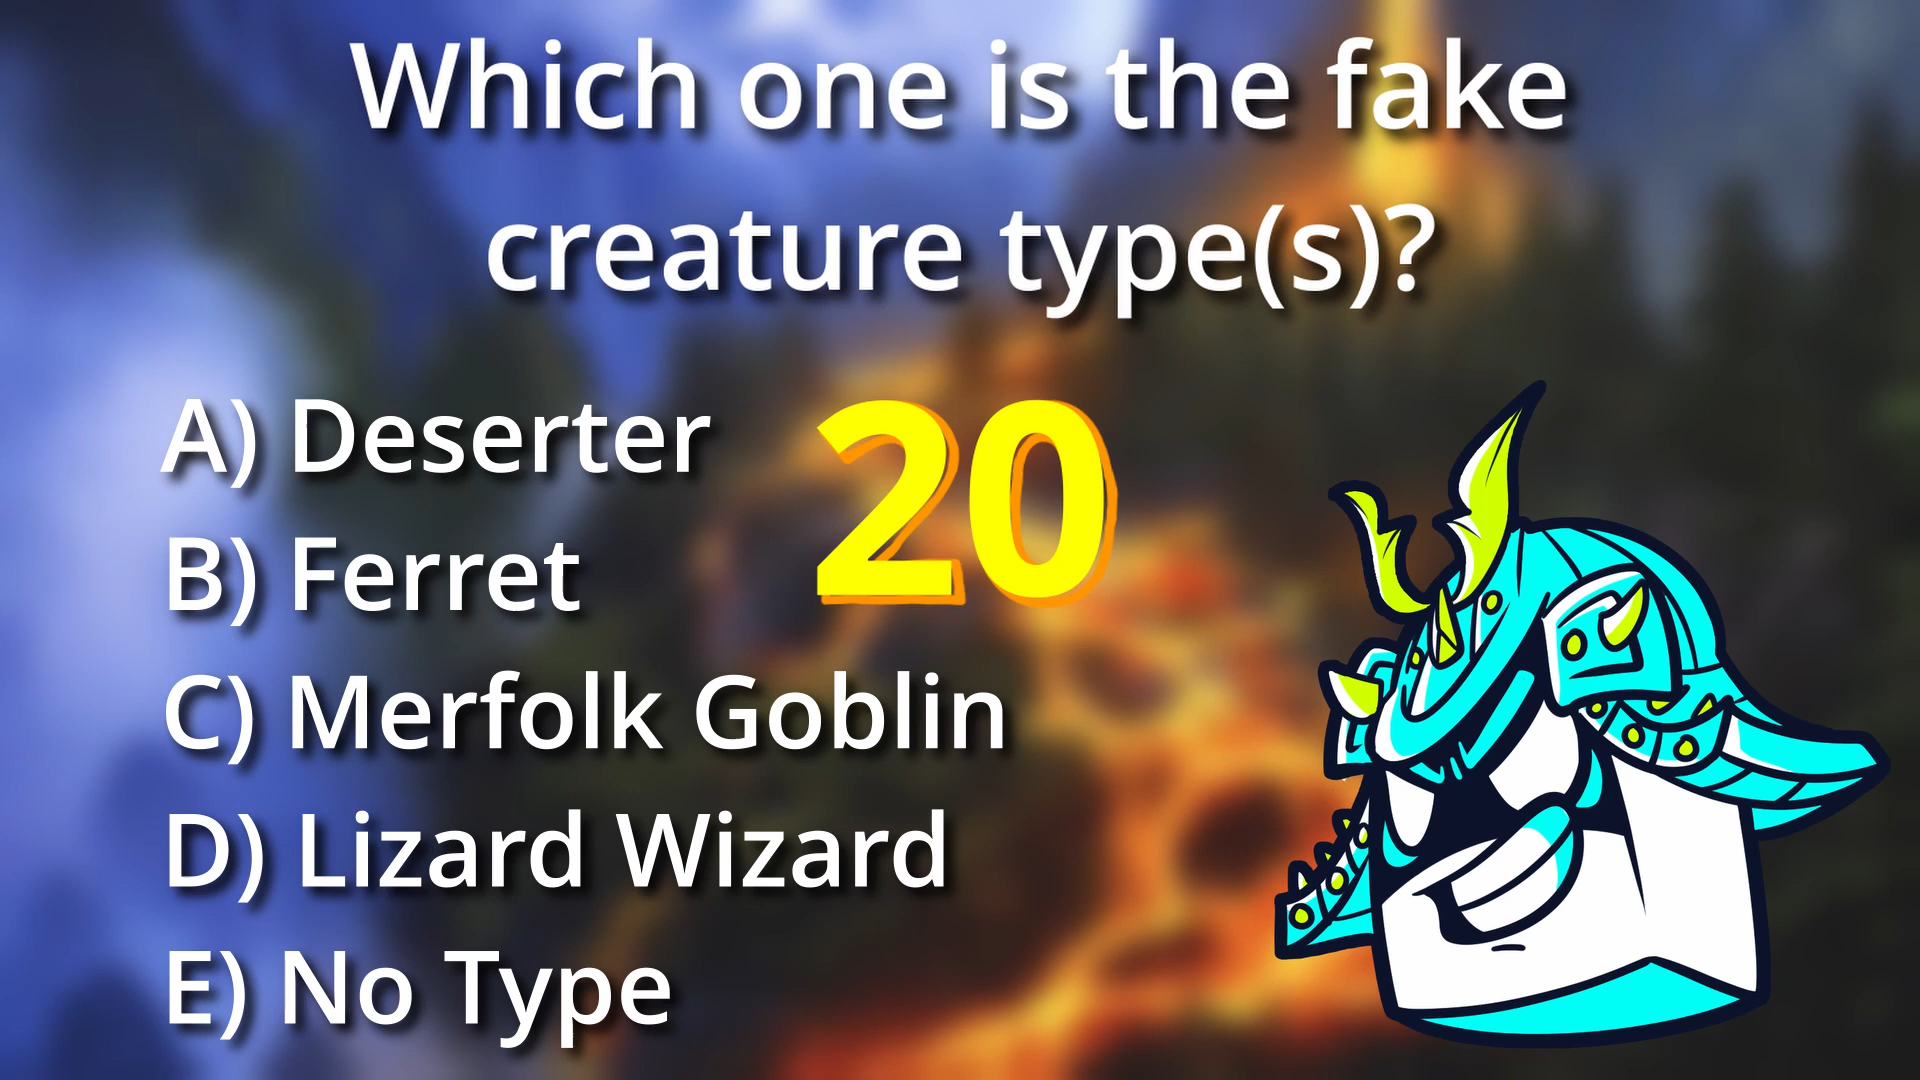 Which one is the fake
creature type(s)?
A) Deserter
20
B) Ferret
C) Merfolk Goblin
D) Lizard Wizard
E) No Type